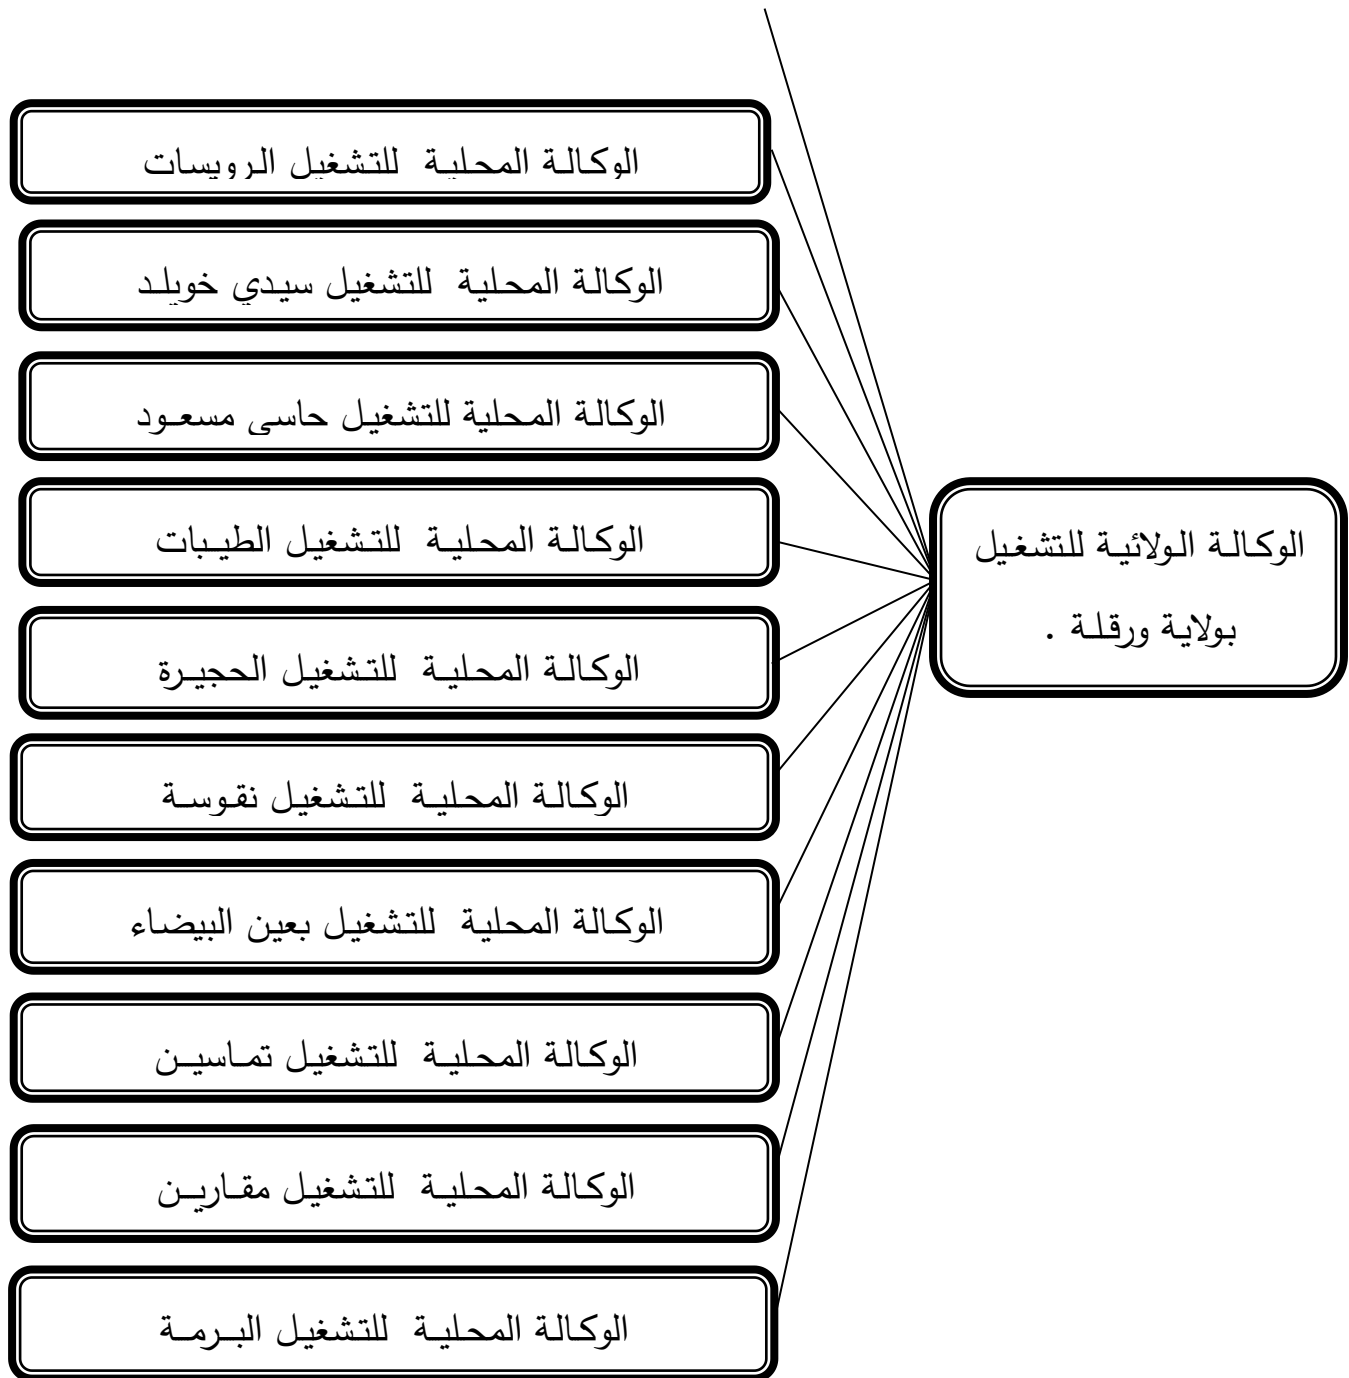 الوكالة المحلية للتشغيل الرويسات
الوكالة المحلية للتشغيل سيدي خويلد
الوكالة المحلية للتشغيل حاسي مسعود
الوكالة المحلية للتشغيل الطيبات
الوكالة الولائية للتشغيل
بولاية ورقلة .
الوكالة المحلية للتشغيل الحجيرة
الوكالة المحلية للتشغيل نقوسة
الوكالة المحلية للتشغيل بعين البيضاء
الوكالة المحلية للتشغيل تماسين
الوكالة المحلية للتشغيل مقارين
الوكالة المحلية للتشغيل البرمة